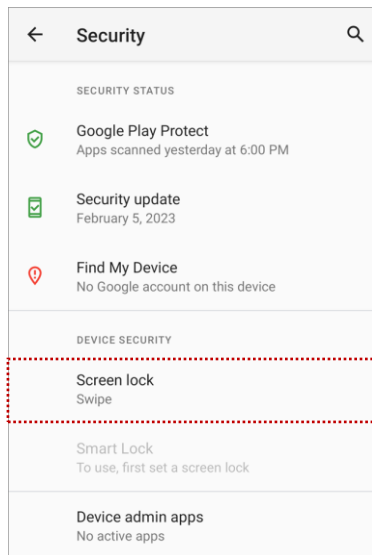 Security
SECURITY STATUS
Google Play Protect
Apps scanned yesterday at 6:00 PM
Security update
February 5, 2023
Find My Device
No Google account on this device
DEVICE SECURITY
Screen lock
Swipe
Smart Lock
To use, first set a screen lock
Device admin apps
No active apps